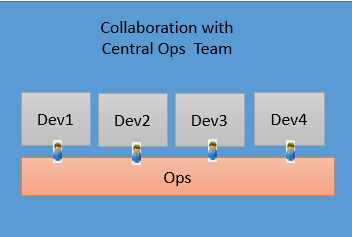 Collaboration with
Central Ops Team
Dev1
Dev2
Dev3
Dev4
Ops